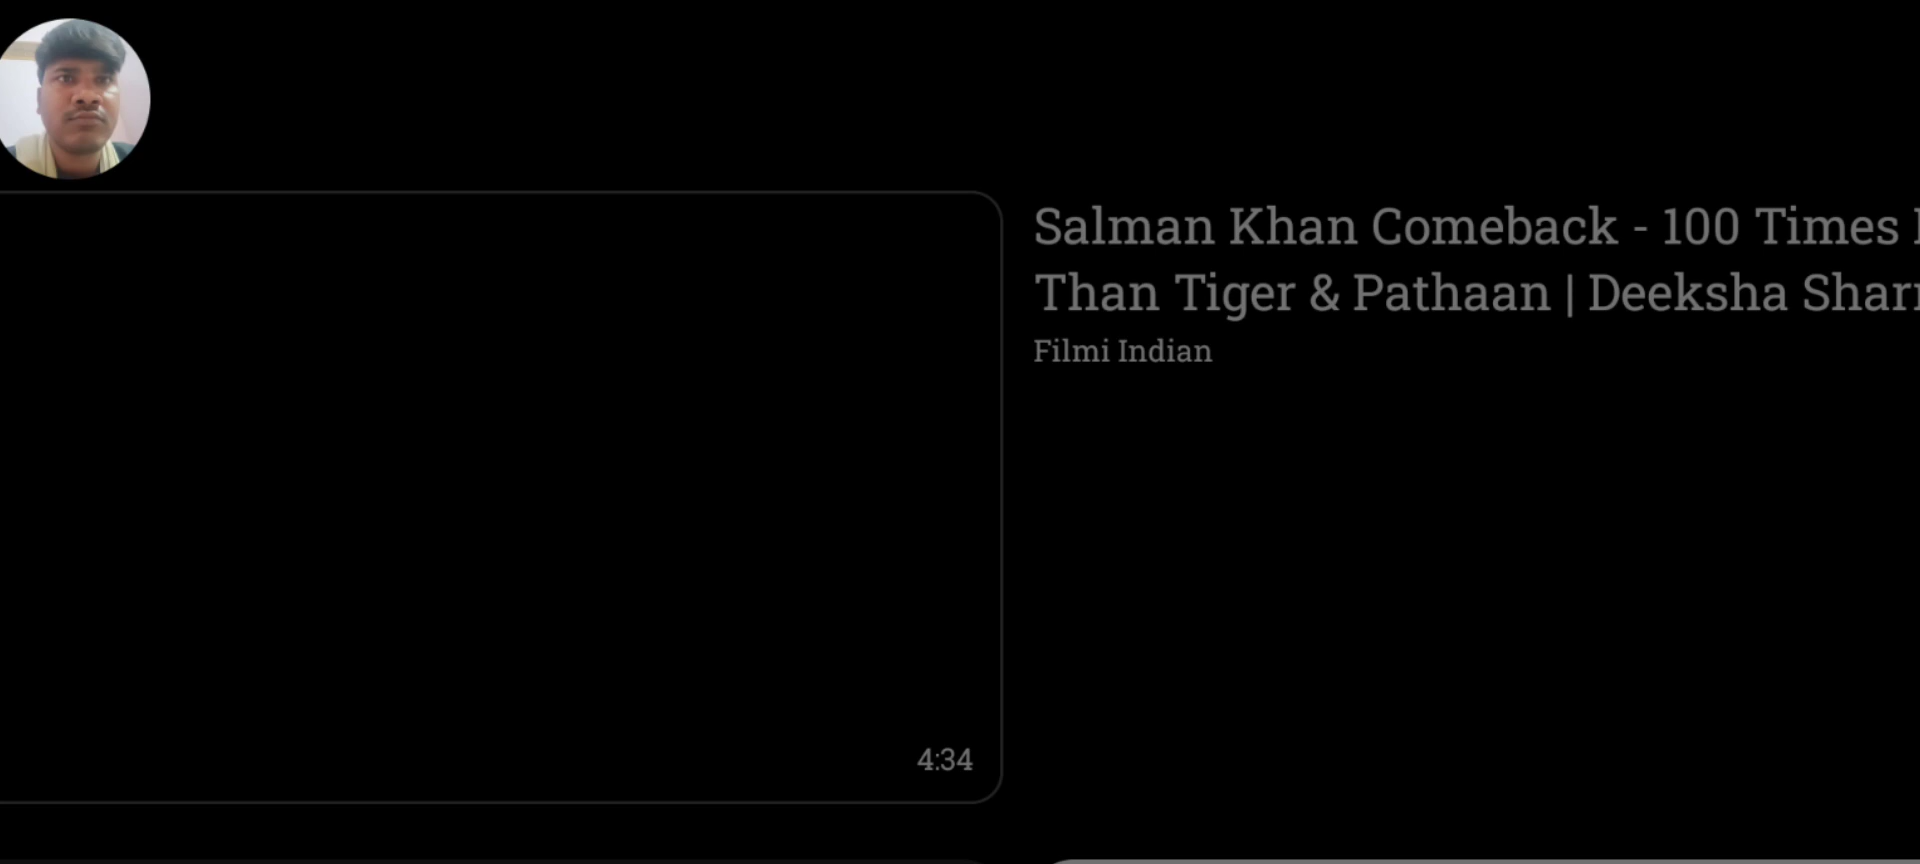 Salman Khan Comeback - 100 Times
Than Tiger & Pathaan | Deeksha
Filmi Indian
4:34